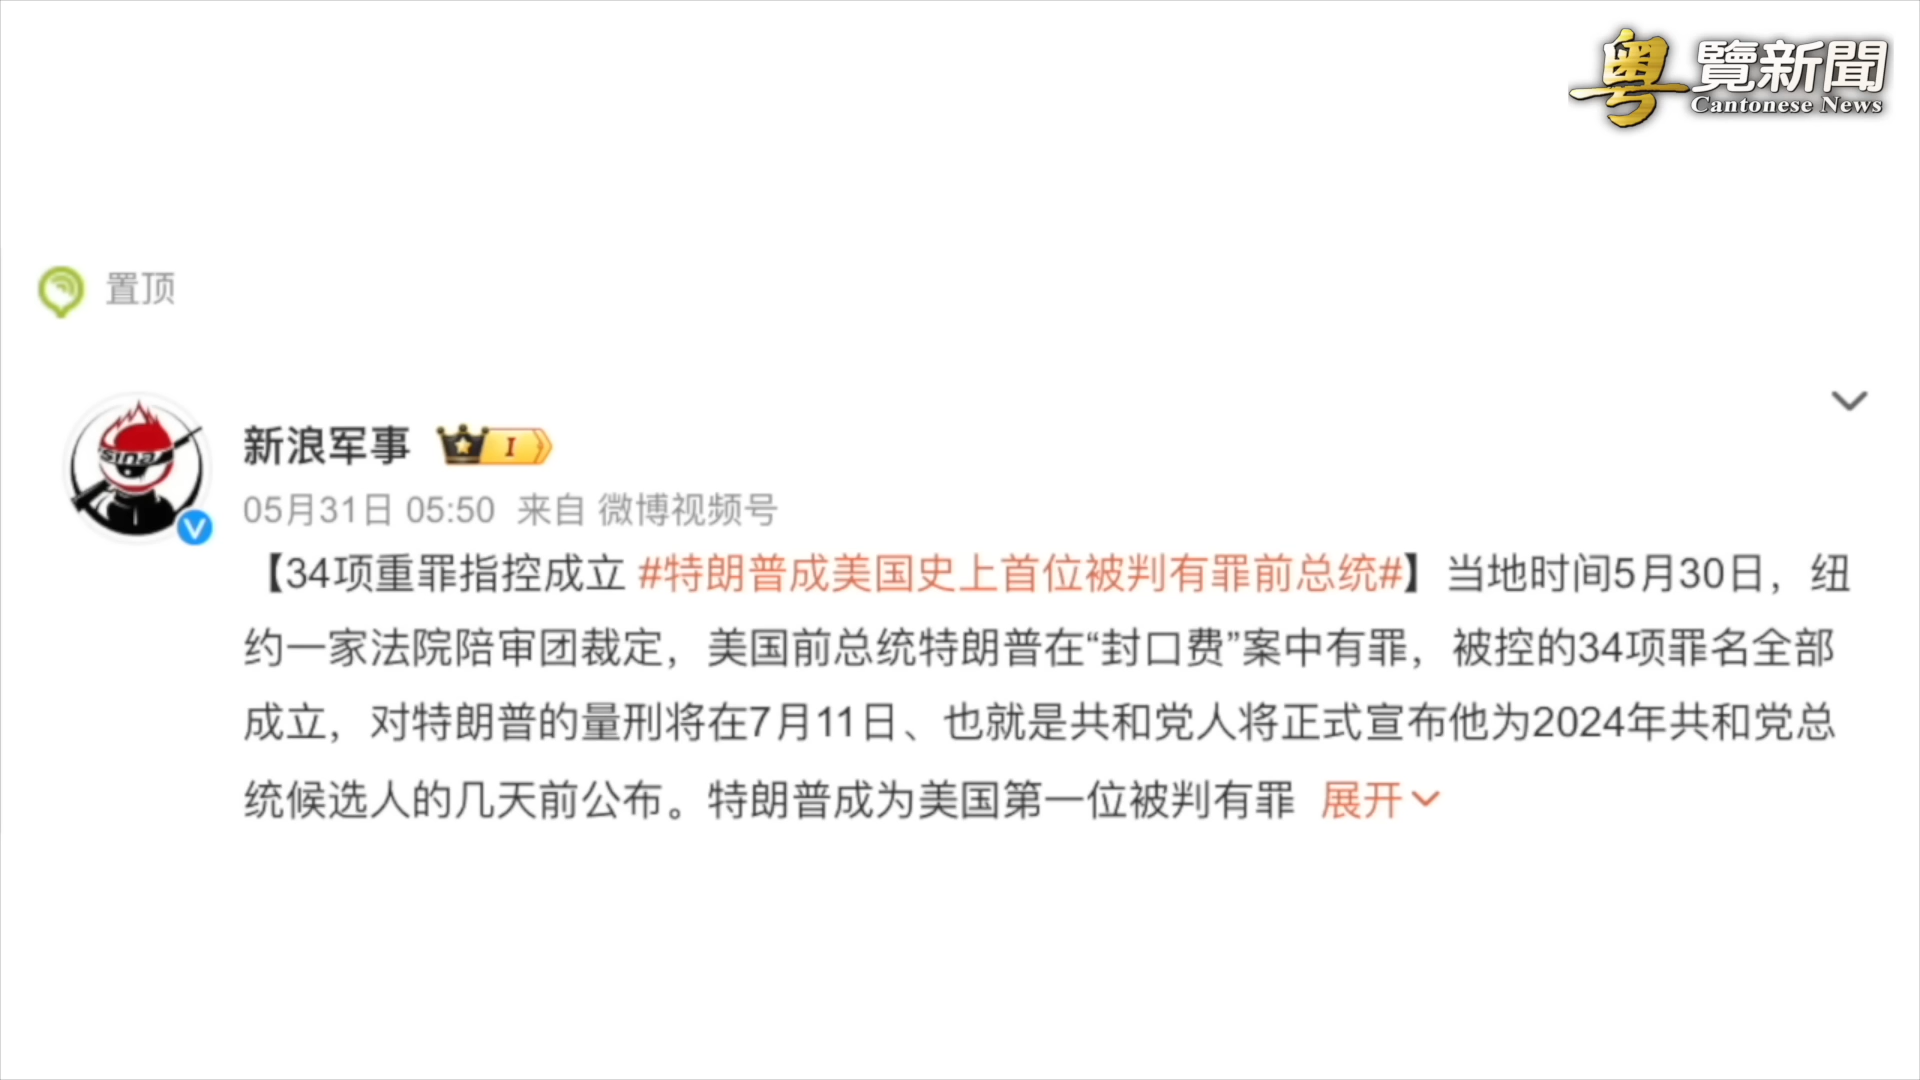 粤覽新聞
Cantonese News
置顶
sina
新浪军事
I
V
05月31日 05:50 来自 微博视频号
【34项重罪指控成立 #特朗普成美国史上首位被判有罪前总统#】当地时间5月30日，纽
约一家法院陪审团裁定，美国前总统特朗普在“封口费”案中有罪，被控的34项罪名全部
成立，对特朗普的量刑将在7月11日、也就是共和党人将正式宣布他为2024年共和党总
统候选人的几天前公布。特朗普成为美国第一位被判有罪 展开